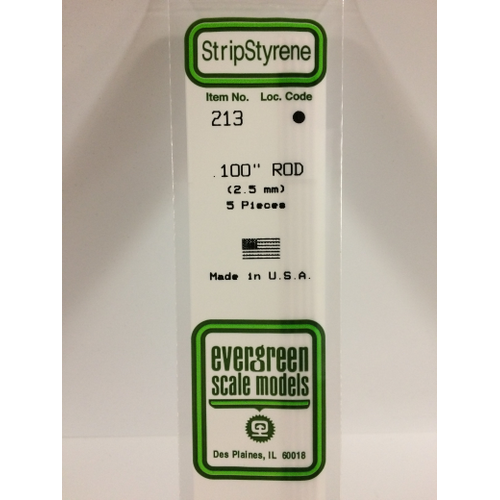 StripStyrene
Item No. Loc. Code
213
.100" ROD
(2.5 mm)
5 Pieces
Made in U.S.A.
evergreen
scale models
Des Plaines, IL 60018